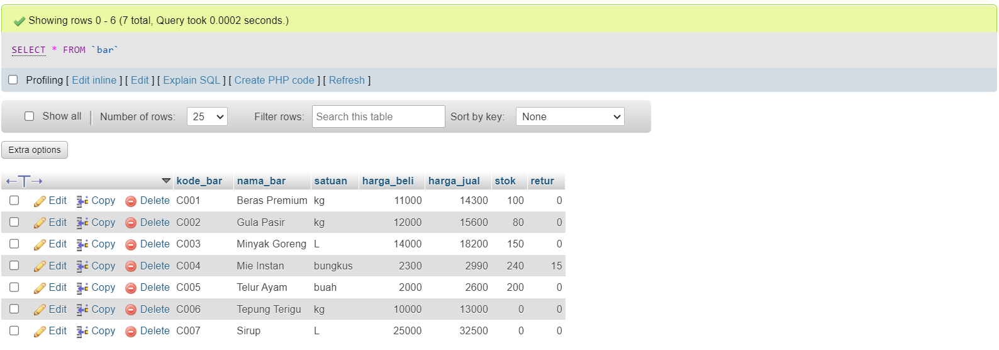 Showing rows 0 - 6 (7 total, Query took 0.0002 seconds.)
SELECT * FROM `bar`
Profiling [ Edit inline ] [ Edit ] [ Explain SQL ] [ Create PHP code ] [ Refresh ]
Show all Number of rows: 25 Filter rows: Search this table Sort by key: None
Extra options
kode_bar nama_bar satuan harga_beli harga_jual stok retur
Edit Copy Delete C001 Beras Premium kg 11000 14300 100 0
Edit Copy Delete C002 Gula Pasir kg 12000 15600 80 0
Edit Copy Delete C003 Minyak Goreng L 14000 18200 150 0
Edit Copy Delete C004 Mie Instan bungkus 2300 2990 240 15
Edit Copy Delete C005 Telur Ayam buah 2000 2600 200 0
Edit Copy Delete C006 Tepung Terigu kg 10000 13000 0 0
Edit Copy Delete C007 Sirup L 25000 32500 0 0